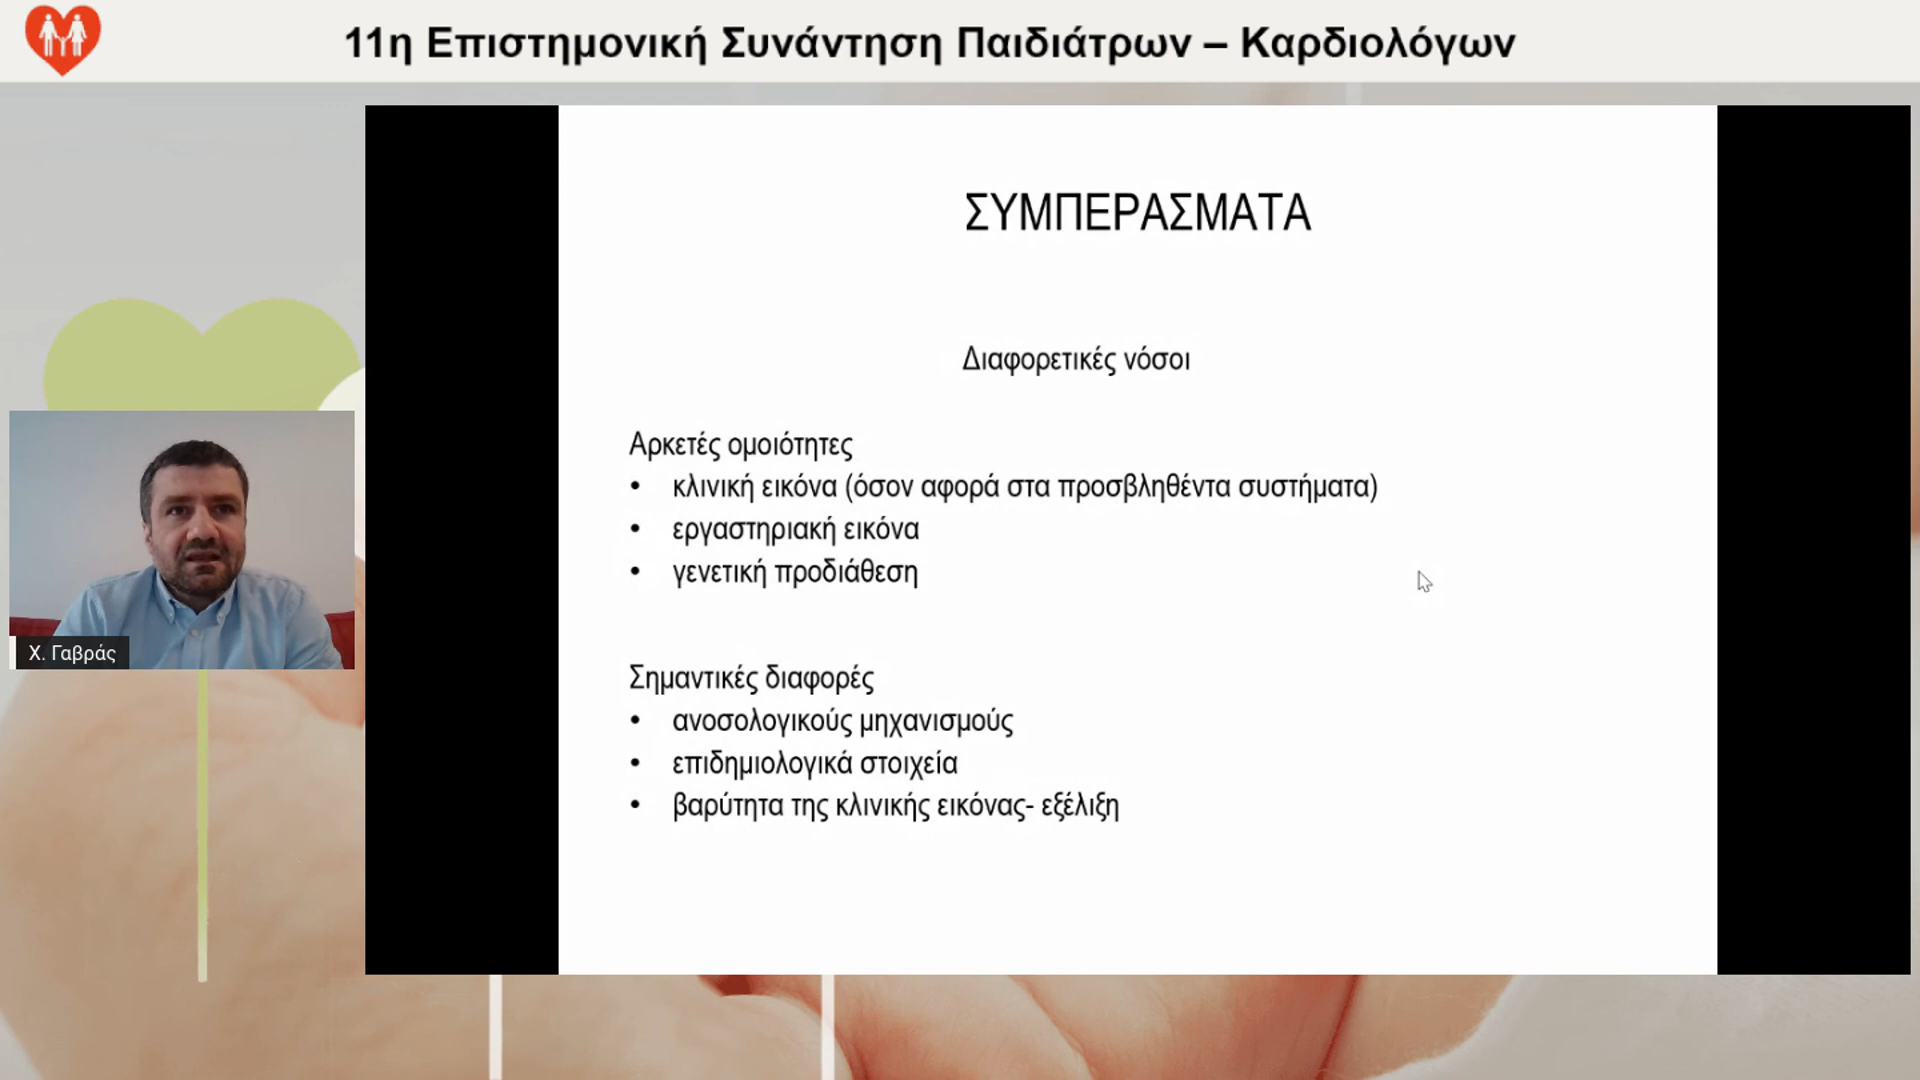 11η Επιστημονική Συνάντηση Παιδιάτρων – Καρδιολόγων
ΣΥΜΠΕΡΑΣΜΑΤΑ
Διαφορετικές νόσοι
Αρκετές ομοιότητες
• κλινική εικόνα (όσον αφορά στα προσβληθέντα συστήματα)
• εργαστηριακή εικόνα
• γενετική προδιάθεση
Σημαντικές διαφορές
• ανοσολογικούς μηχανισμούς
• επιδημιολογικά στοιχεία
• βαρύτητα της κλινικής εικόνας- εξέλιξη
Χ. Γαβράς